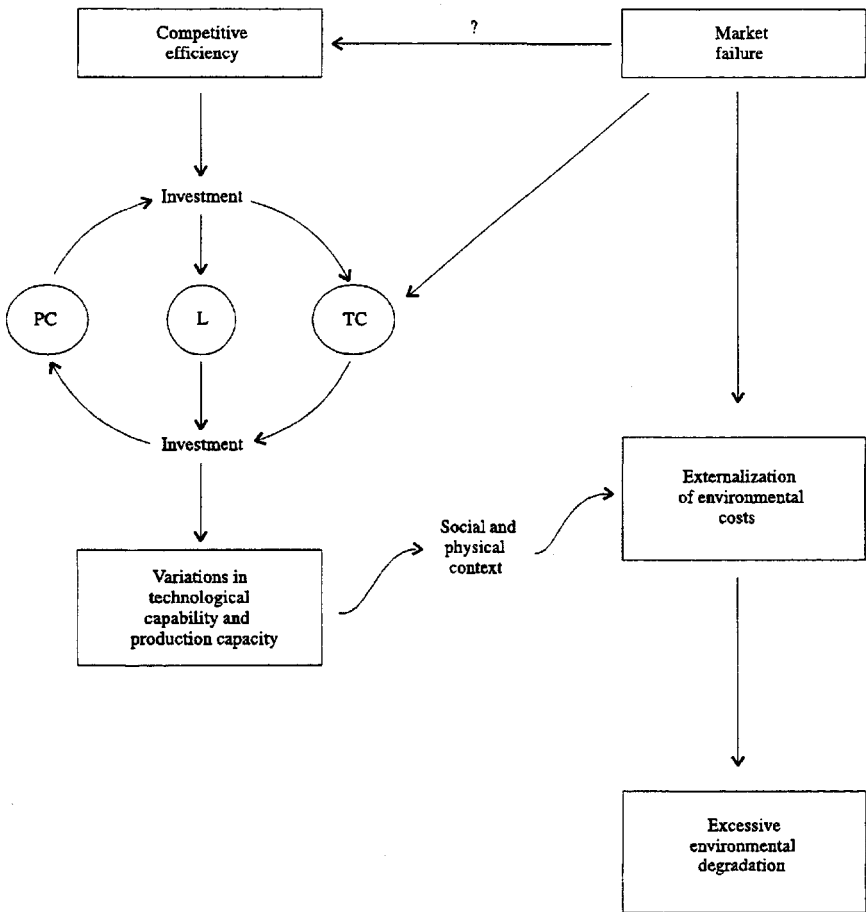 Competitive
efficiency
?
Market
failure
Investment
PC
L
TC
Investment
Externalization
of environmental
costs
Social and
physical
context
Variations in
technological
capability and
production capacity
Excessive
environmental
degradation